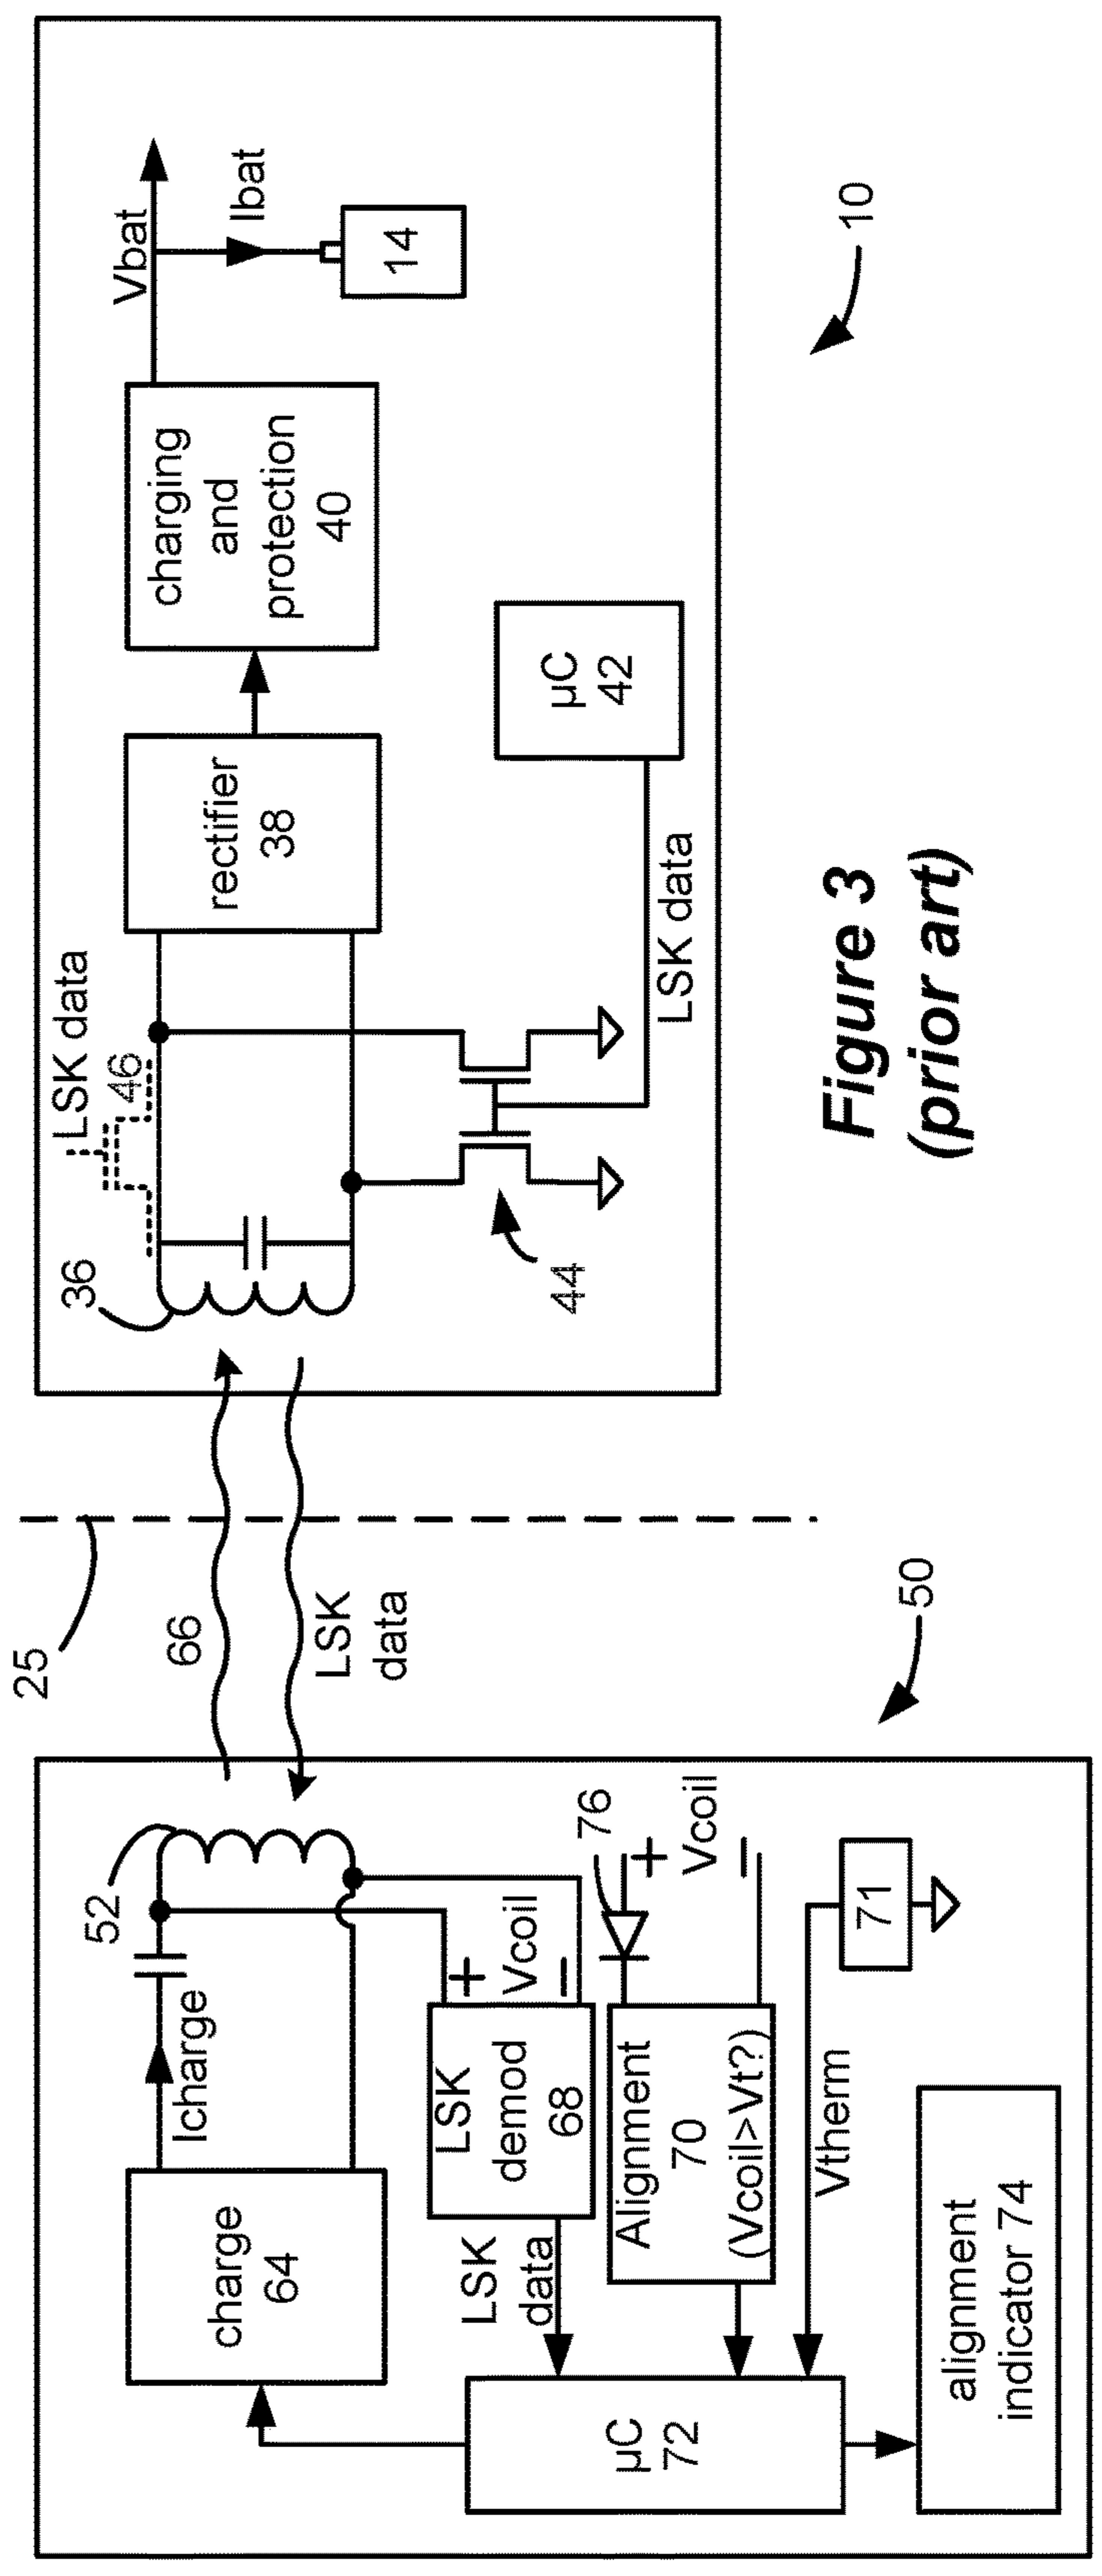 25
66
LSK
data
52
Icharge
charge
64
+
Vcoil
−
LSK
demod
68
LSK
data
76
+
Vcoil
−
Alignment
70
(Vcoil>Vt?)
Vtherm
71
µC
72
alignment
indicator 74
50
36
LSK data
46
44
rectifier
38
charging
and
protection
40
Vbat
Ibat
14
µC
42
LSK data
10
Figure 3
(prior art)